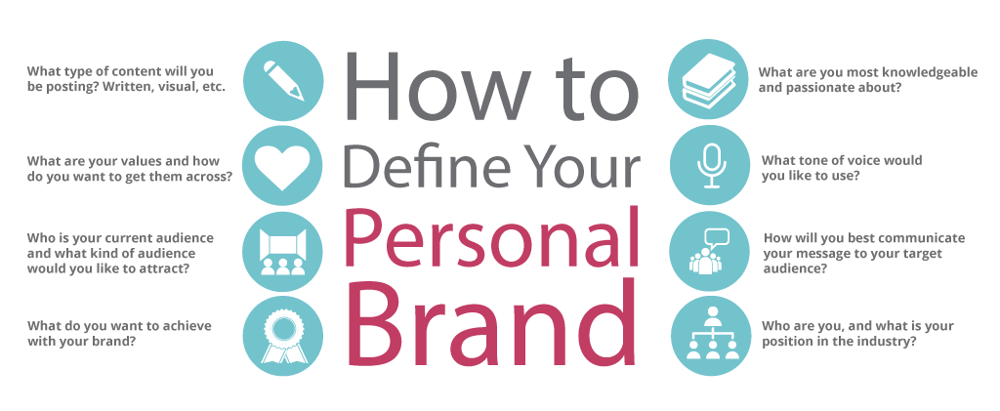 How to
Define Your
Personal
Brand
What type of content will you
be posting? Written, visual, etc.
What are your values and how
do you want to get them across?
Who is your current audience
and what kind of audience
would you like to attract?
What do you want to achieve
with your brand?
What are you most knowledgeable
and passionate about?
What tone of voice would
you like to use?
How will you best communicate
your message to your target
audience?
Who are you, and what is your
position in the industry?